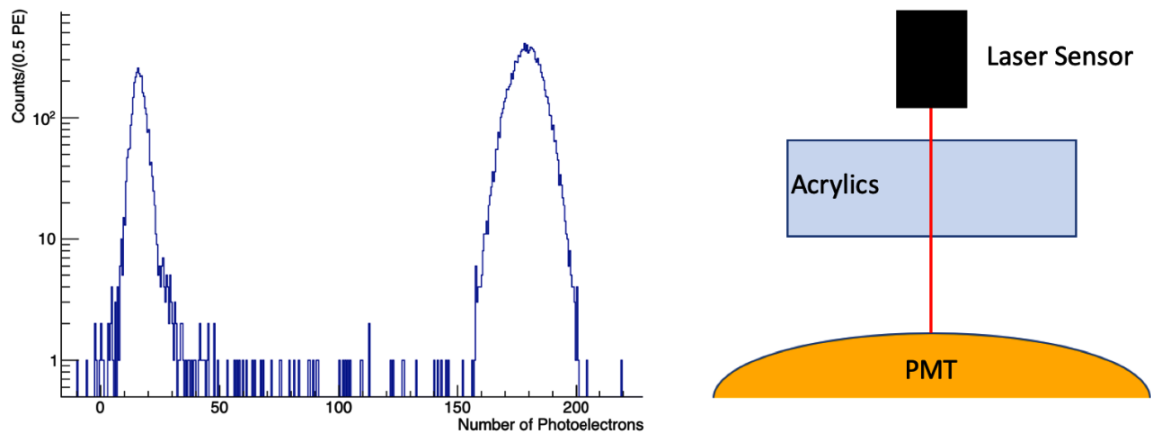 Counts/(0.5 PE)
10²
10
1
0
50
100
150
200
Number of Photoelectrons
Laser Sensor
Acrylics
PMT